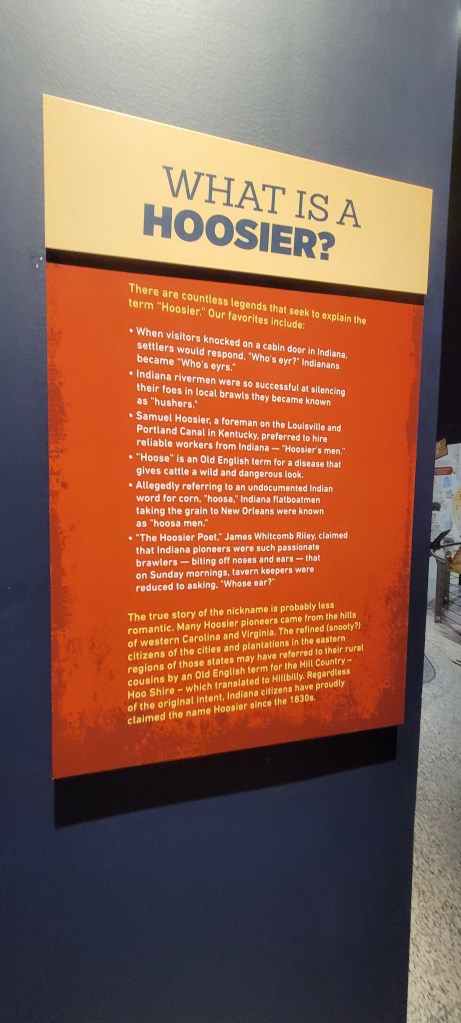 WHAT IS A
HOOSIER?
There are countless legends that seek to explain the
term "Hoosier." Our favorites include:
• When visitors knocked on a cabin door in Indiana,
settlers would respond, "Who's eyr?" Indianans
became "Who's eyrs."
• Indiana rivermen were so successful at silencing
their foes in local brawls they became known
as "hushers."
• Samuel Hoosier, a foreman on the Louisville and
Portland Canal in Kentucky, preferred to hire
reliable workers from Indiana — "Hoosier's men."
• "Hoose" is an Old English term for a disease that
gives cattle a wild and dangerous look.
• Allegedly referring to an undocumented Indian
word for corn, "hoosa," Indiana flatboatmen
taking the grain to New Orleans were known
as "hoosa men."
• "The Hoosier Poet," James Whitcomb Riley, claimed
that Indiana pioneers were such passionate
brawlers — biting off noses and ears — that
on Sunday mornings, tavern keepers were
reduced to asking, "Whose ear?"
The true story of the nickname is probably less
romantic. Many Hoosier pioneers came from the hills
of western Carolina and Virginia. The refined (snooty?)
citizens of the cities and plantations in the eastern
regions of those states may have referred to their rural
cousins by an Old English term for the Hill Country –
Hoo Shire – which translated to Hillbilly. Regardless
of the original intent, Indiana citizens have proudly
claimed the name Hoosier since the 1830s.